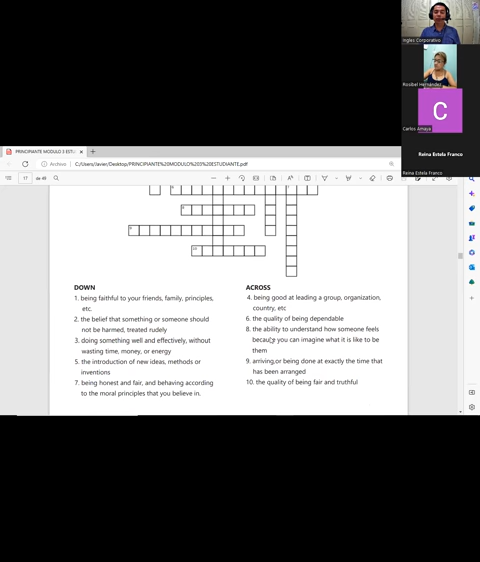 Ingles Corporativo
Rosibel Hernández
C
Carlos Amaya
Reina Estela Franco
Reina Estela Franco
PRINCIPIANTE MODULO 3 ESTU
Archivo
C:/Users/Javier/Desktop/PRINCIPIANTE%20MODULO%203%20ESTUDIANTE.pdf
17
de 49
6
7
8
9
10
DOWN
1. being faithful to your friends, family, principles,
etc.
2. the belief that something or someone should
not be harmed, treated rudely
3. doing something well and effectively, without
wasting time, money, or energy
5. the introduction of new ideas, methods or
inventions
7. being honest and fair, and behaving according
to the moral principles that you believe in.
ACROSS
4. being good at leading a group, organization,
country, etc
6. the quality of being dependable
8. the ability to understand how someone feels
because you can imagine what it is like to be
them
9. arriving,or being done at exactly the time that
has been arranged
10. the quality of being fair and truthful